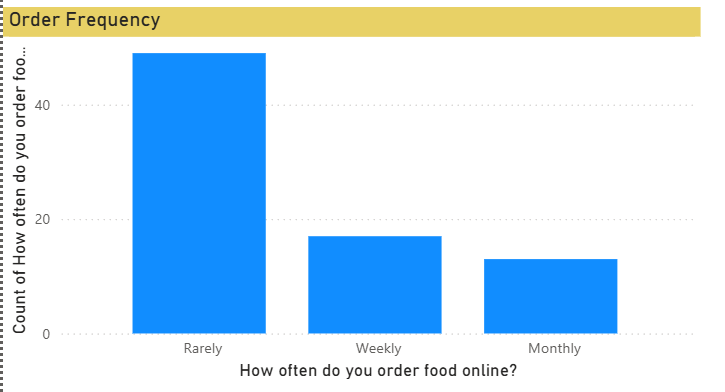 Order Frequency
Count of How often do you order foo...
40
20
0
Rarely Weekly Monthly
How often do you order food online?